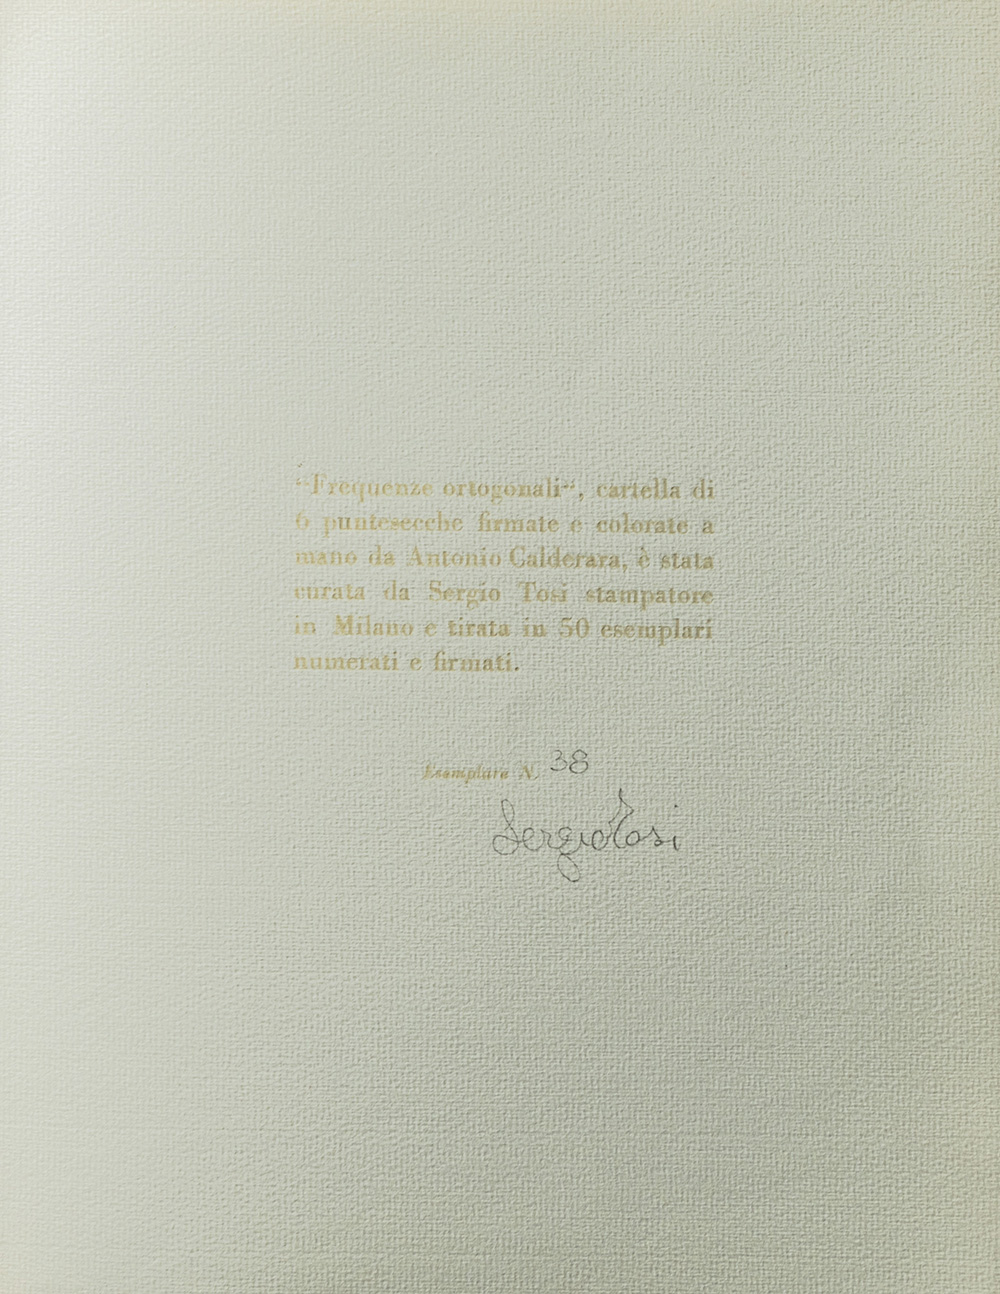 “Frequenze ortogonali“, cartella di
6 puntesecche firmate e colorate a
mano da Antonio Calderara, è stata
curata da Sergio Tosi stampatore
in Milano e tirata in 50 esemplari
numerati e firmati.
Esemplare N. 38
Sergio Tosi